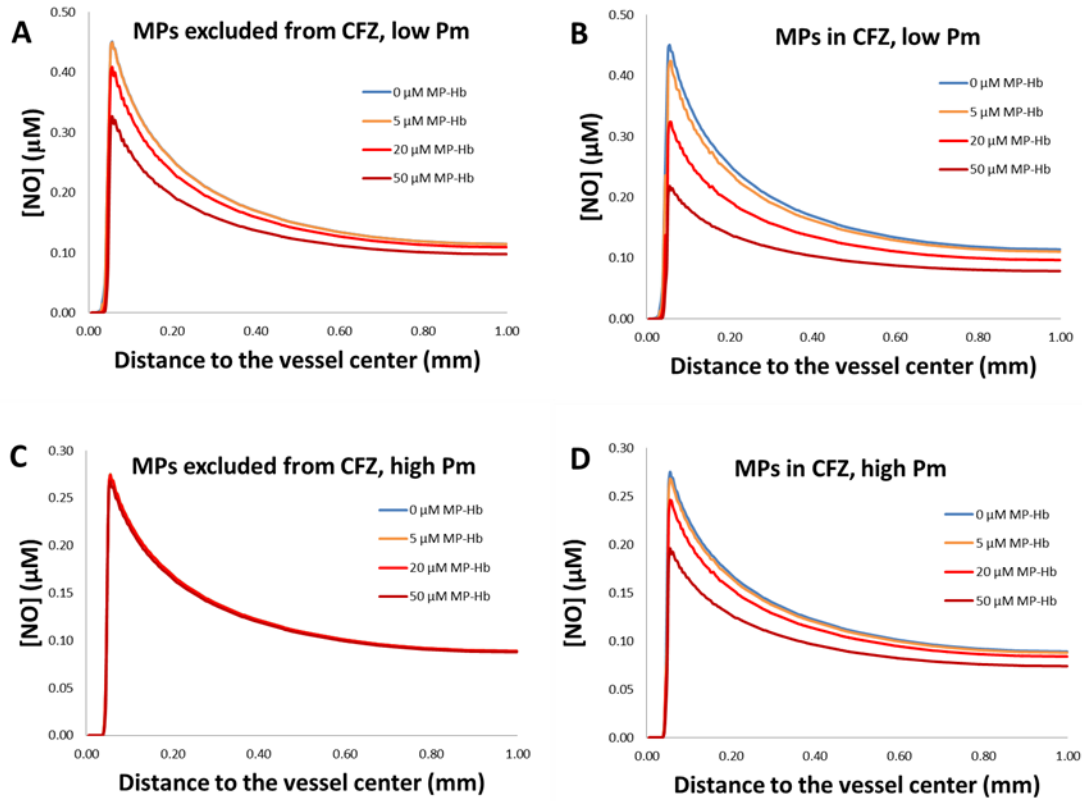 A
MPs excluded from CFZ, low Pm
[NO] (µM)
0.50
0.40
0.30
0.20
0.10
0.00
0 µM MP-Hb
5 µM MP-Hb
20 µM MP-Hb
50 µM MP-Hb
0.00 0.20 0.40 0.60 0.80 1.00
Distance to the vessel center (mm)
B
MPs in CFZ, low Pm
[NO] (µM)
0.50
0.40
0.30
0.20
0.10
0.00
0 µM MP-Hb
5 µM MP-Hb
20 µM MP-Hb
50 µM MP-Hb
0.00 0.20 0.40 0.60 0.80 1.00
Distance to the vessel center (mm)
C
MPs excluded from CFZ, high Pm
[NO] (µM)
0.30
0.25
0.20
0.15
0.10
0.05
0.00
0 µM MP-Hb
5 µM MP-Hb
20 µM MP-Hb
50 µM MP-Hb
0.00 0.20 0.40 0.60 0.80 1.00
Distance to the vessel center (mm)
D
MPs in CFZ, high Pm
[NO] (µM)
0.30
0.25
0.20
0.15
0.10
0.05
0.00
0 µM MP-Hb
5 µM MP-Hb
20 µM MP-Hb
50 µM MP-Hb
0.00 0.20 0.40 0.60 0.80 1.00
Distance to the vessel center (mm)